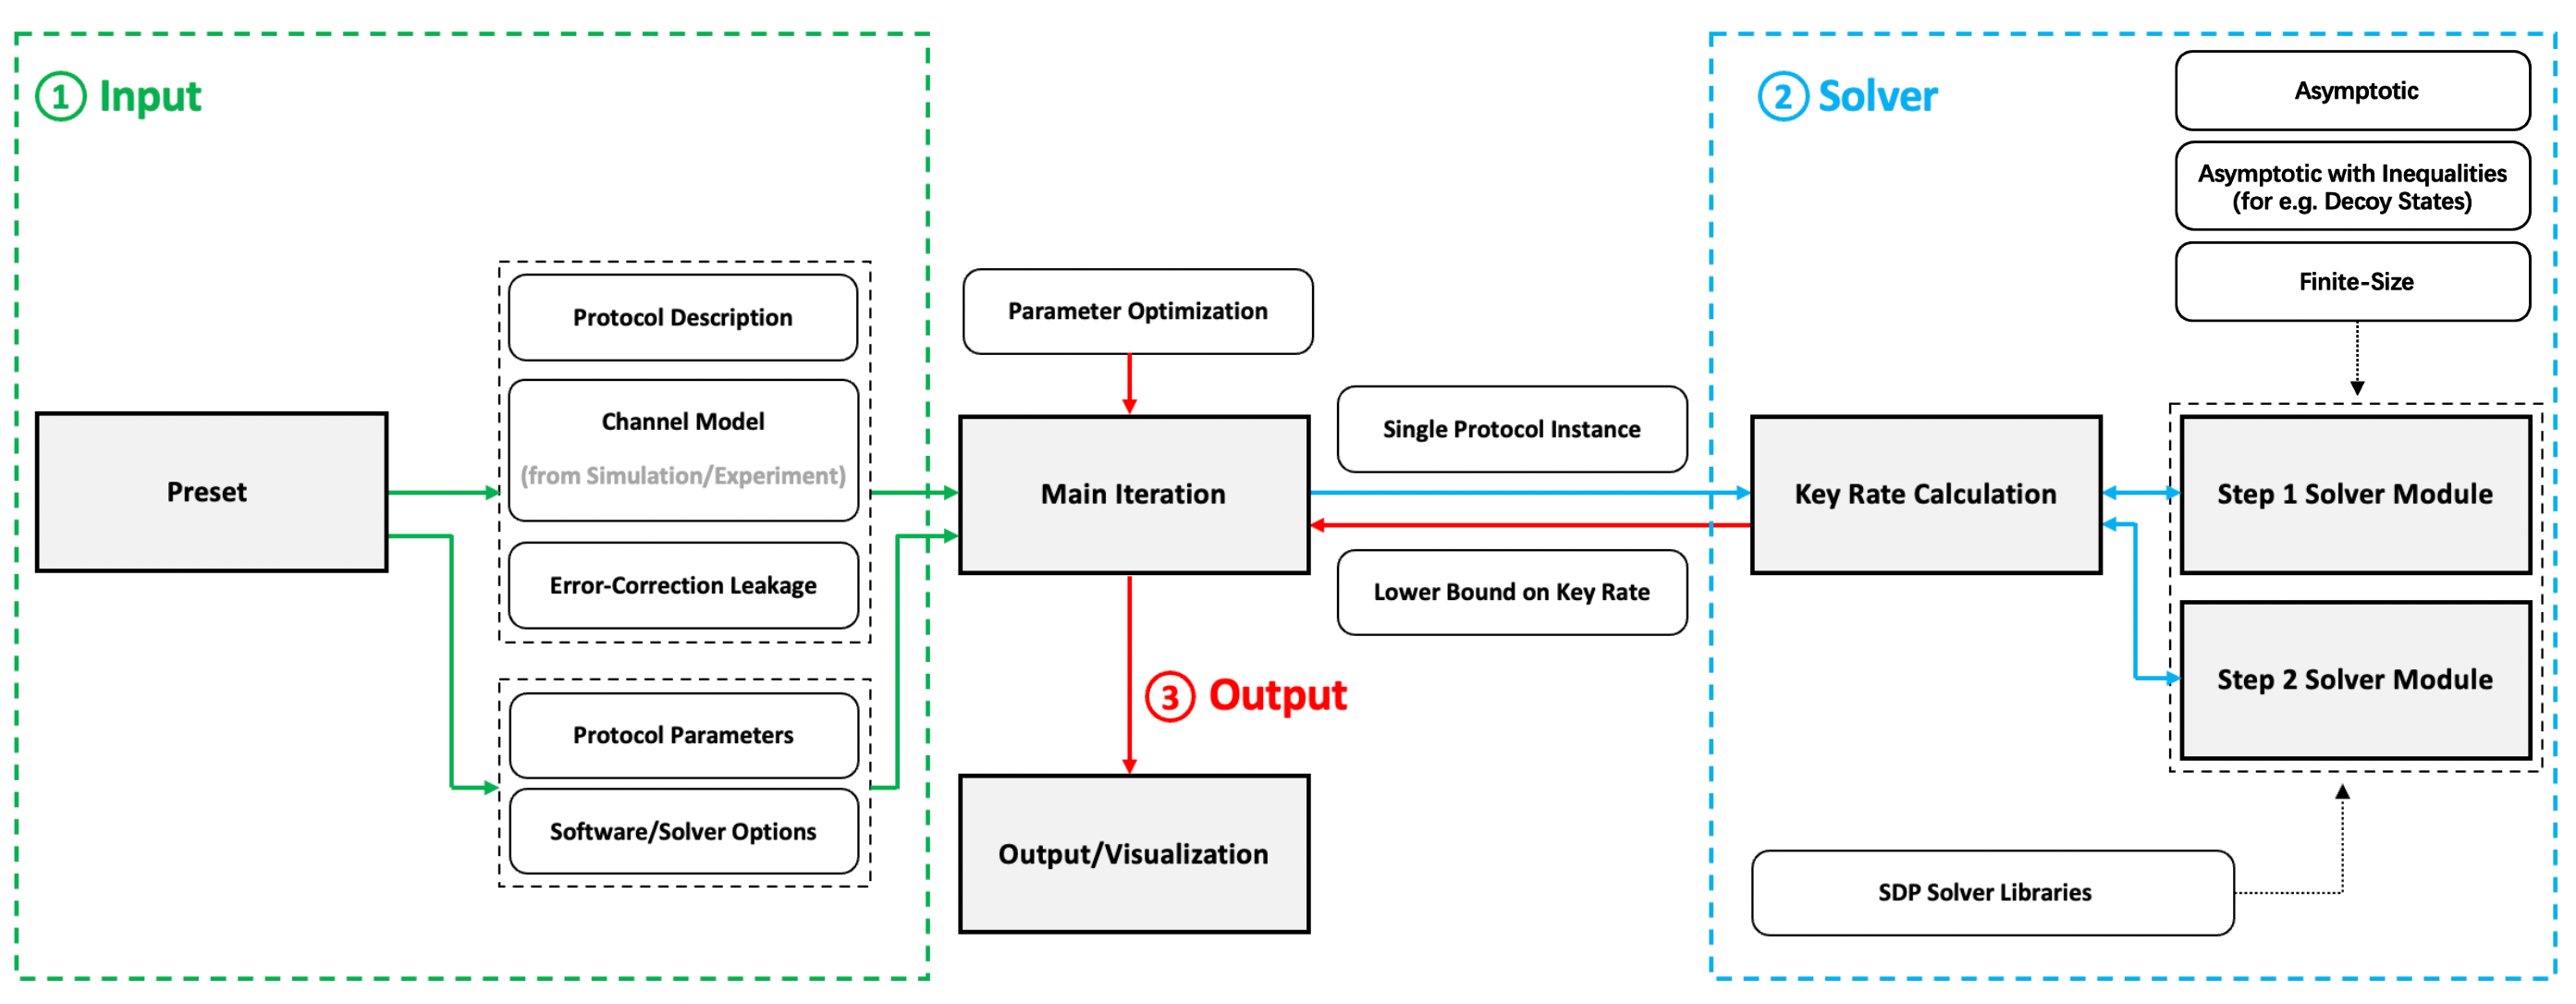 ① Input
Preset
Protocol Description
Channel Model
(from Simulation/Experiment)
Error-Correction Leakage
Protocol Parameters
Software/Solver Options
Parameter Optimization
Main Iteration
Single Protocol Instance
Lower Bound on Key Rate
③ Output
Output/Visualization
② Solver
Asymptotic
Asymptotic with Inequalities
(for e.g. Decoy States)
Finite-Size
Key Rate Calculation
Step 1 Solver Module
Step 2 Solver Module
SDP Solver Libraries